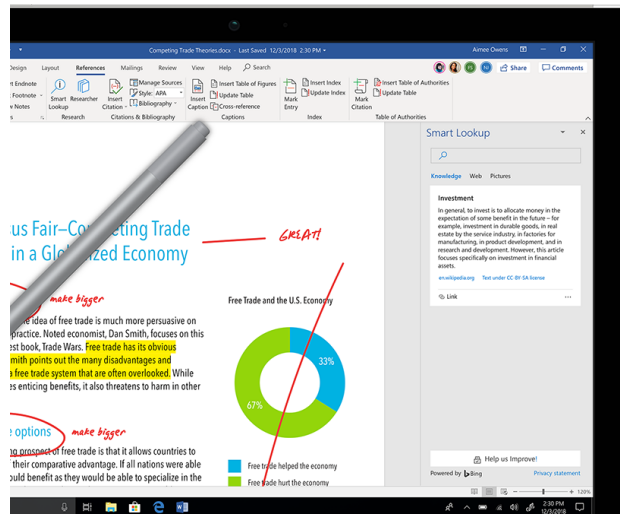 Competing Trade Theories.docx - Last Saved 12/3/2018 2:30 PM
Aimee Owens
Design Layout References Mailings Review View Help Search
Share
Comments
Endnote
Footnote
Notes
Smart Lookup
Researcher
Research
Insert Citation
Manage Sources
Style: APA
Bibliography
Citations & Bibliography
Insert Caption
Insert Table of Figures
Update Table
Cross-reference
Captions
Mark Entry
Insert Index
Update Index
Index
Mark Citation
Insert Table of Authorities
Update Table
Table of Authorities
us Fair–Co eting Trade
in a Glo ized Economy
GREAT!
make bigger
idea of free trade is much more persuasive on
practice. Noted economist, Dan Smith, focuses on this
est book, Trade Wars. Free trade has its obvious
mith points out the many disadvantages and
a free trade system that are often overlooked. While
es enticing benefits, it also threatens to harm in other
options
make bigger
ng prospect of free trade is that it allows countries to
their comparative advantage. If all nations were able
ould benefit as they would be able to specialize in the
Free Trade and the U.S. Economy
33%
67%
Free trade helped the economy
Free trade hurt the economy
Smart Lookup
Knowledge Web Pictures
Investment
In general, to invest is to allocate money in the
expectation of some benefit in the future – for
example, investment in durable goods, in real
estate by the service industry, in factories for
manufacturing, in product development, and in
research and development. However, this article
focuses specifically on investment in financial
assets.
en.wikipedia.org Text under CC-BY-SA license
Link
Help us Improve!
Powered by Bing
Privacy statement
120%
2:30 PM
12/3/2018